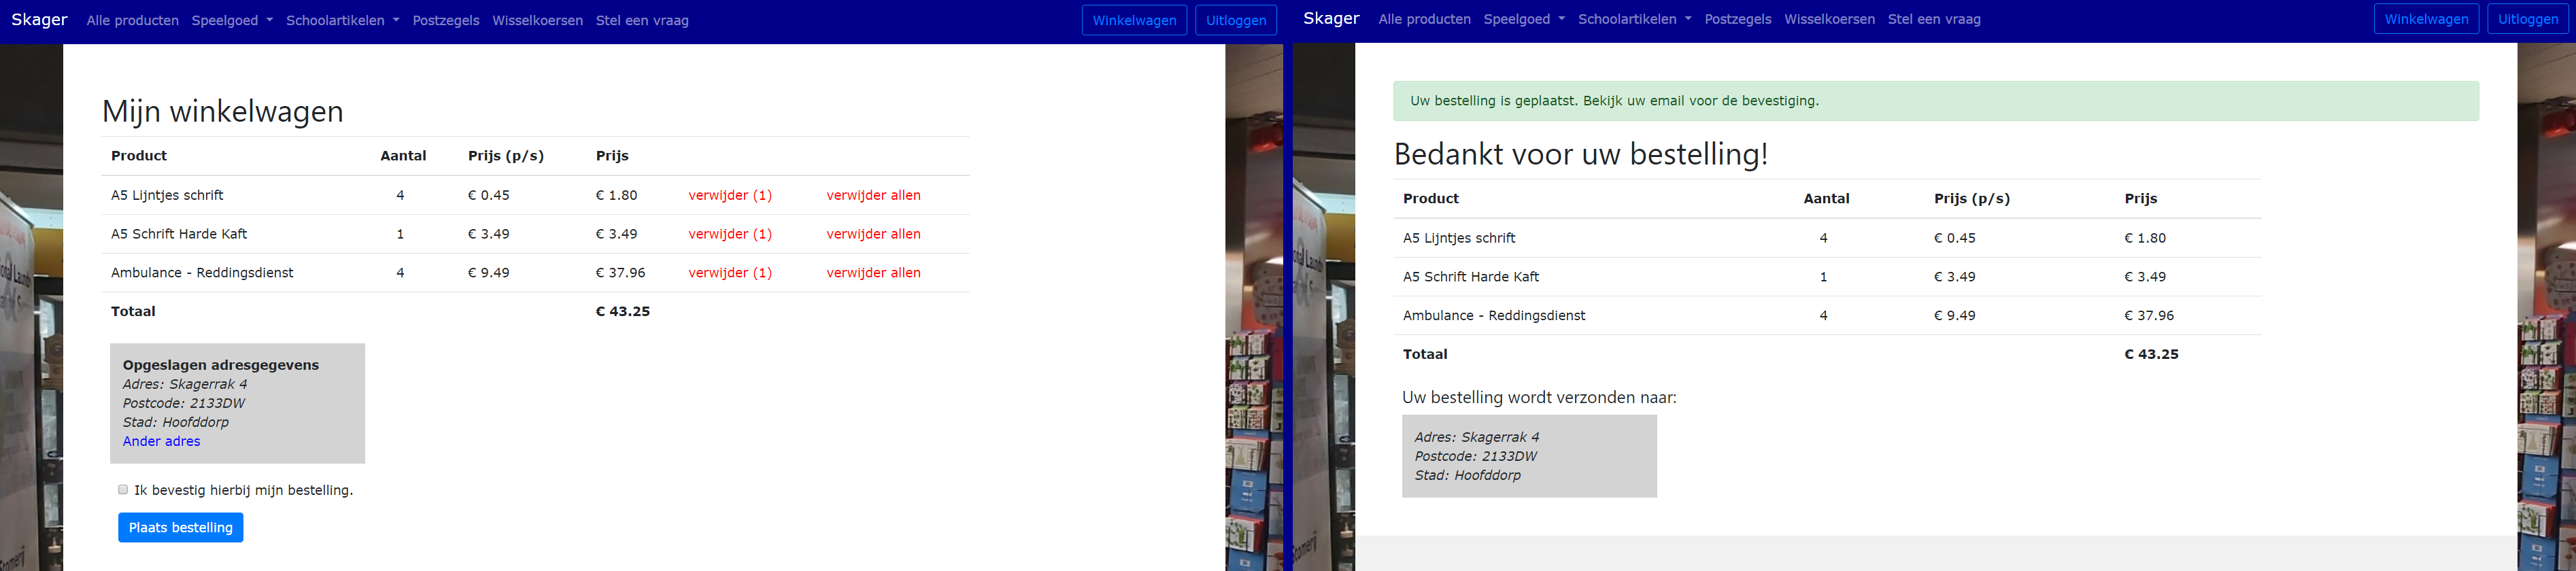 Skager Alle producten Speelgoed Schoolartikelen Postzegels Wisselkoersen Stel een vraag Winkelwagen Uitloggen
Mijn winkelwagen
Product Aantal Prijs (p/s) Prijs
A5 Lijntjes schrift 4 € 0.45 € 1.80 verwijder (1) verwijder allen
A5 Schrift Harde Kaft 1 € 3.49 € 3.49 verwijder (1) verwijder allen
Ambulance - Reddingsdienst 4 € 9.49 € 37.96 verwijder (1) verwijder allen
Totaal € 43.25
Opgeslagen adresgegevens
Adres: Skagerrak 4
Postcode: 2133DW
Stad: Hoofddorp
Ander adres
Ik bevestig hierbij mijn bestelling.
Plaats bestelling
Skager Alle producten Speelgoed Schoolartikelen Postzegels Wisselkoersen Stel een vraag Winkelwagen Uitloggen
Uw bestelling is geplaatst. Bekijk uw email voor de bevestiging.
Bedankt voor uw bestelling!
Product Aantal Prijs (p/s) Prijs
A5 Lijntjes schrift 4 € 0.45 € 1.80
A5 Schrift Harde Kaft 1 € 3.49 € 3.49
Ambulance - Reddingsdienst 4 € 9.49 € 37.96
Totaal € 43.25
Uw bestelling wordt verzonden naar:
Adres: Skagerrak 4
Postcode: 2133DW
Stad: Hoofddorp